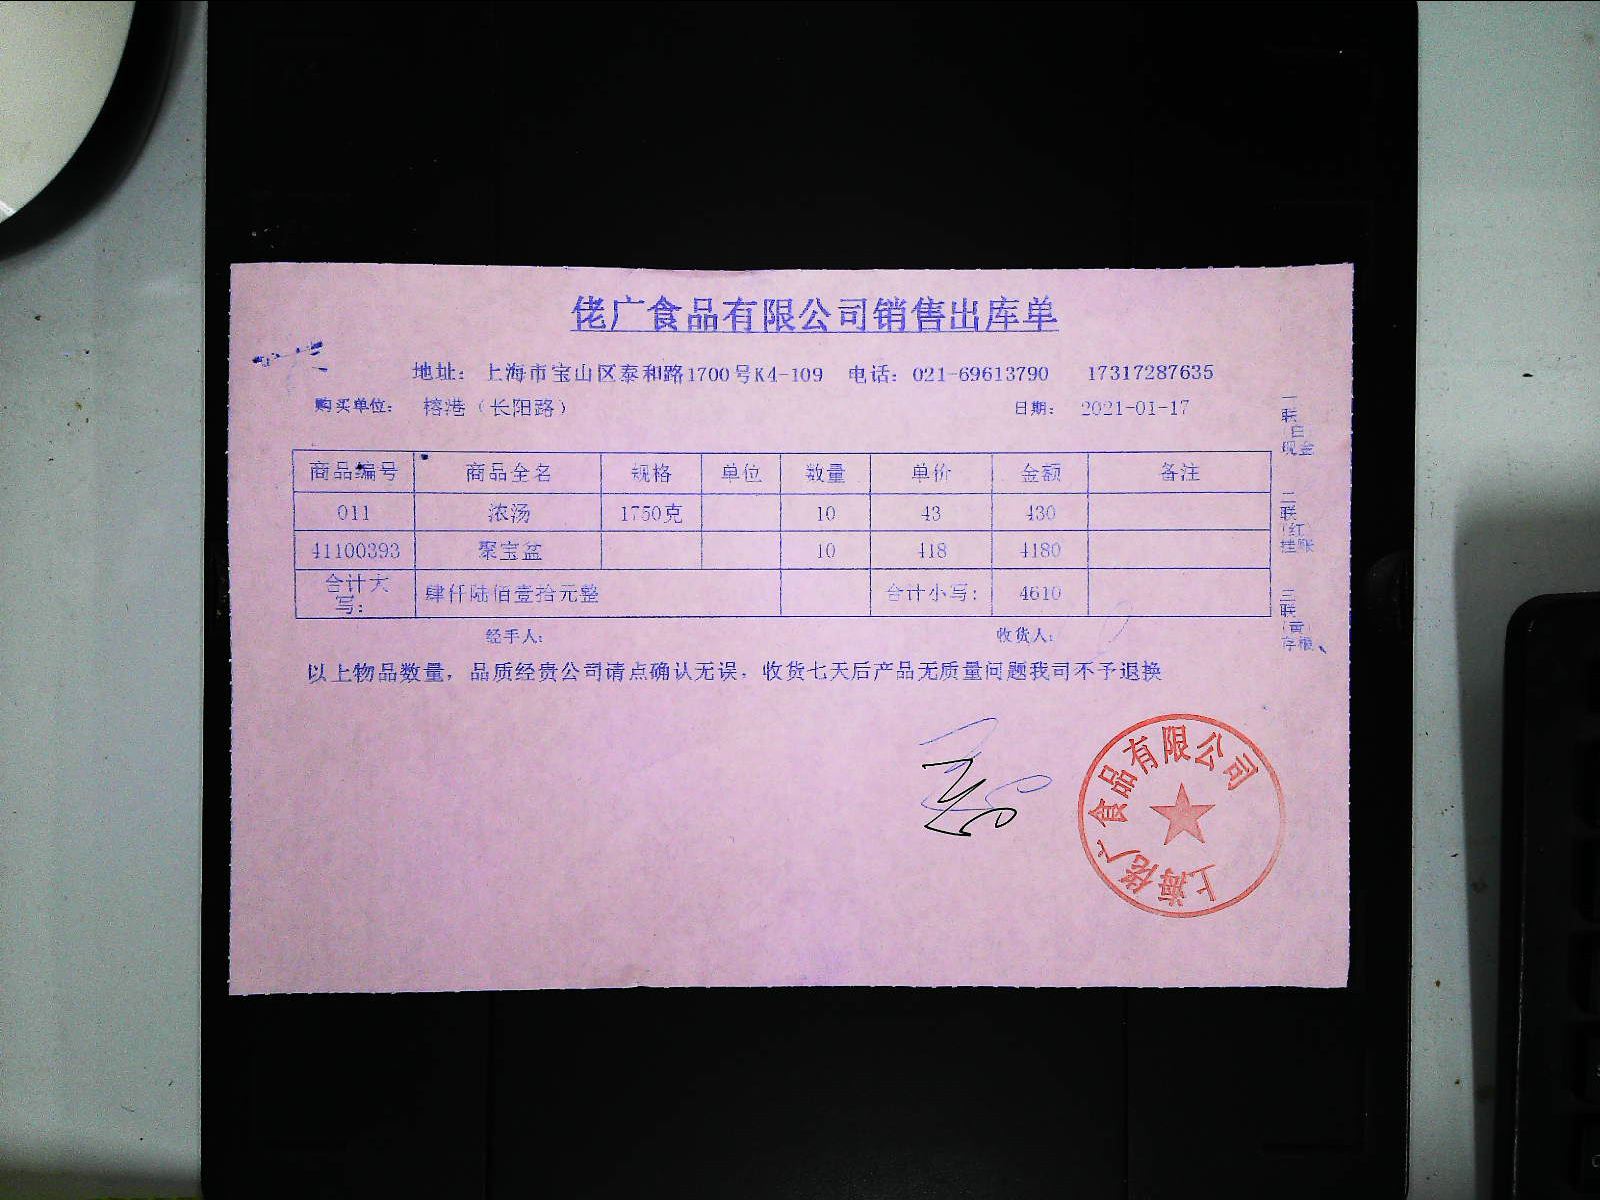 佬广食品有限公司销售出库单
地址: 上海市宝山区泰和路1700号K4-109 电话: 021-69613790 17317287635
购买单位: 榕港（长阳路） 日期: 2021-01-17
商品编号 商品全名 规格 单位 数量 单价 金额 备注
011 浓汤 1750克 10 43 430
41100393 聚宝盆 10 418 4180
合计大写: 肆仟陆佰壹拾元整 合计小写: 4610
经手人: 收货人:
以上物品数量, 品质经贵公司请点确认无误, 收货七天后产品无质量问题我司不予退换
一联(白)现金
二联(红)挂账
三联(黄)存根
上海佬广食品有限公司